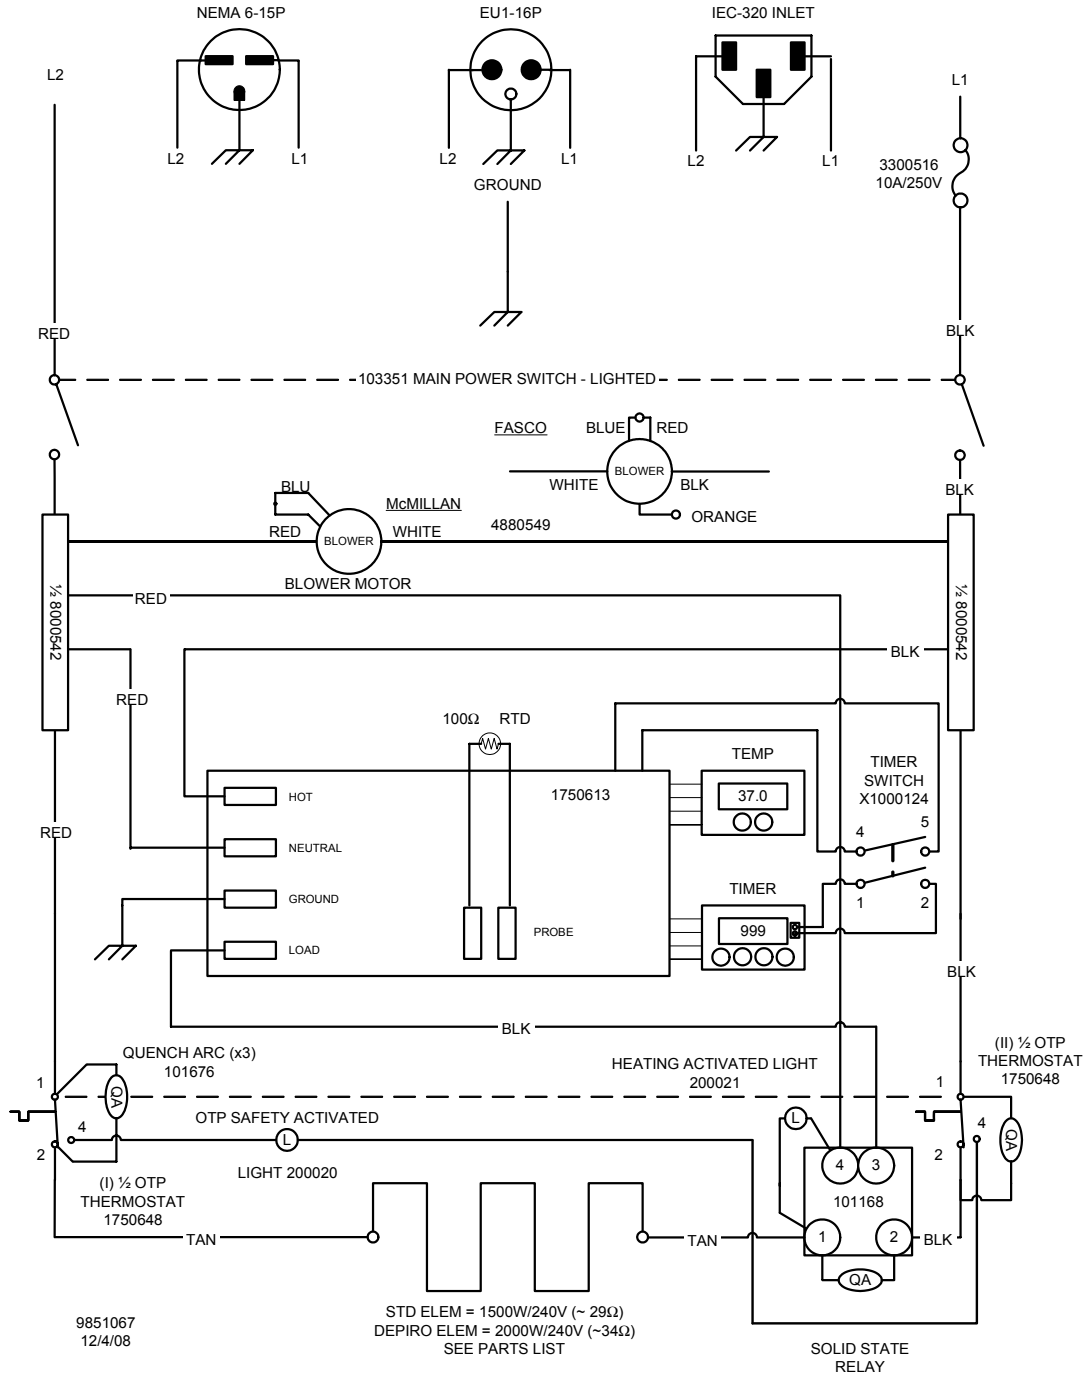 NEMA 6-15P
EU1-16P
IEC-320 INLET
L2
L1
L2
L1
L2
L1
L2
L1
GROUND
3300516
10A/250V
RED
BLK
103351 MAIN POWER SWITCH - LIGHTED
FASCO
BLUE
RED
BLOWER
WHITE
BLK
ORANGE
BLK
BLU
McMILLAN
RED
BLOWER
WHITE
4880549
BLOWER MOTOR
½ 8000542
½ 8000542
RED
BLK
RED
100Ω RTD
TEMP
TIMER
SWITCH
X1000124
1750613
37.0
HOT
4
5
RED
NEUTRAL
TIMER
1
2
GROUND
999
PROBE
LOAD
BLK
BLK
QUENCH ARC (x3)
101676
HEATING ACTIVATED LIGHT
200021
(II) ½ OTP
THERMOSTAT
1750648
1
QA
1
OTP SAFETY ACTIVATED
4
L
L
4
QA
2
2
LIGHT 200020
4
3
(I) ½ OTP
THERMOSTAT
1750648
101168
TAN
TAN
1
2
BLK
QA
STD ELEM = 1500W/240V (~ 29Ω)
DEPIRO ELEM = 2000W/240V (~34Ω)
SEE PARTS LIST
9851067
12/4/08
SOLID STATE
RELAY